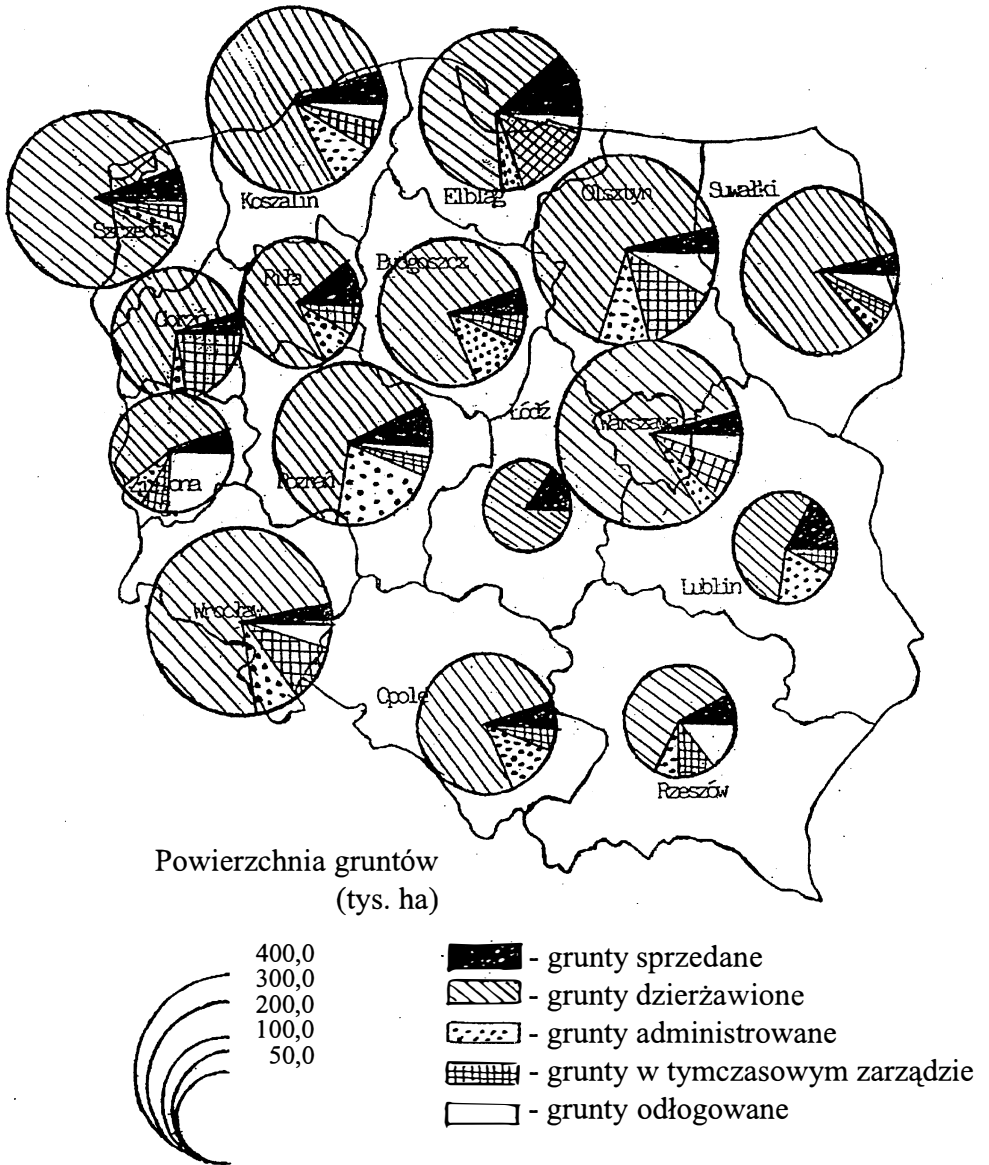 Koszalin
Elbląg
Olsztyn
Suwałki
Szczecin
Piła
Bydgoszcz
Gorzów
Łódź
Warszawa
Zielona
Poznań
Lublin
Wrocław
Opole
Rzeszów
Powierzchnia gruntów
(tys. ha)
400,0
300,0
200,0
100,0
50,0
- grunty sprzedane
- grunty dzierżawione
- grunty administrowane
- grunty w tymczasowym zarządzie
- grunty odłogowane